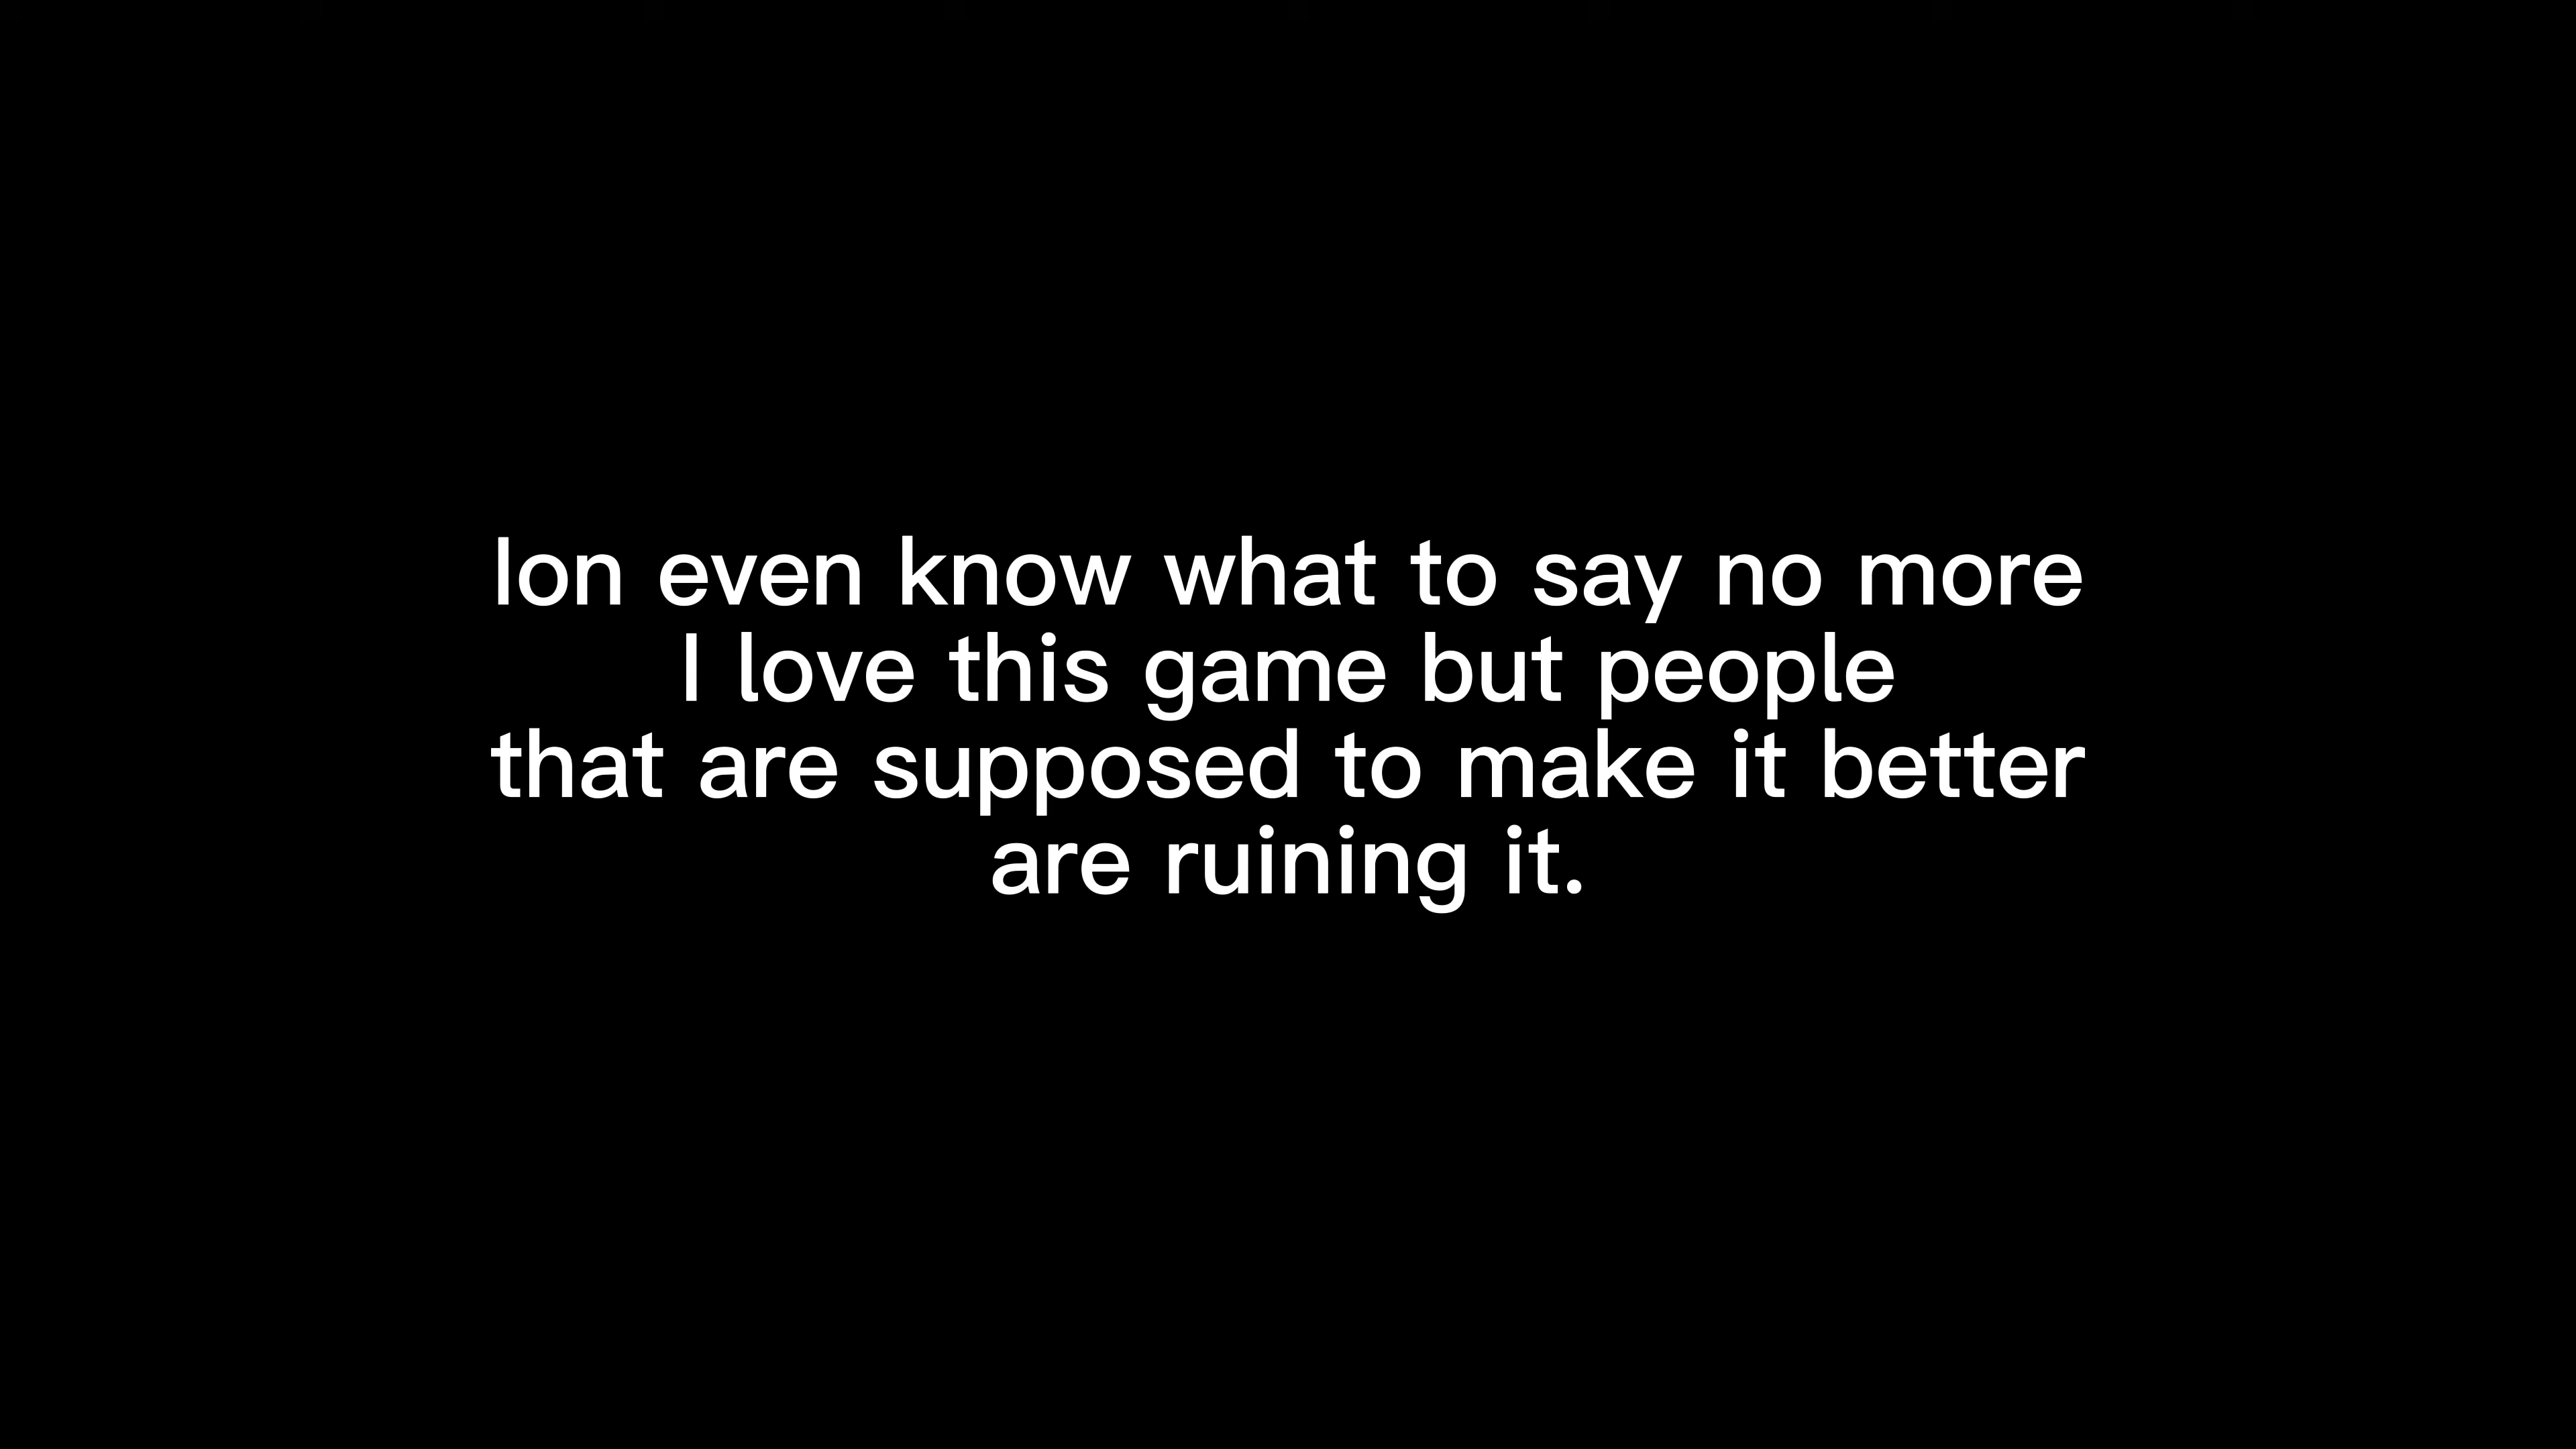 Ion even know what to say no more
I love this game but people
that are supposed to make it better
are ruining it.